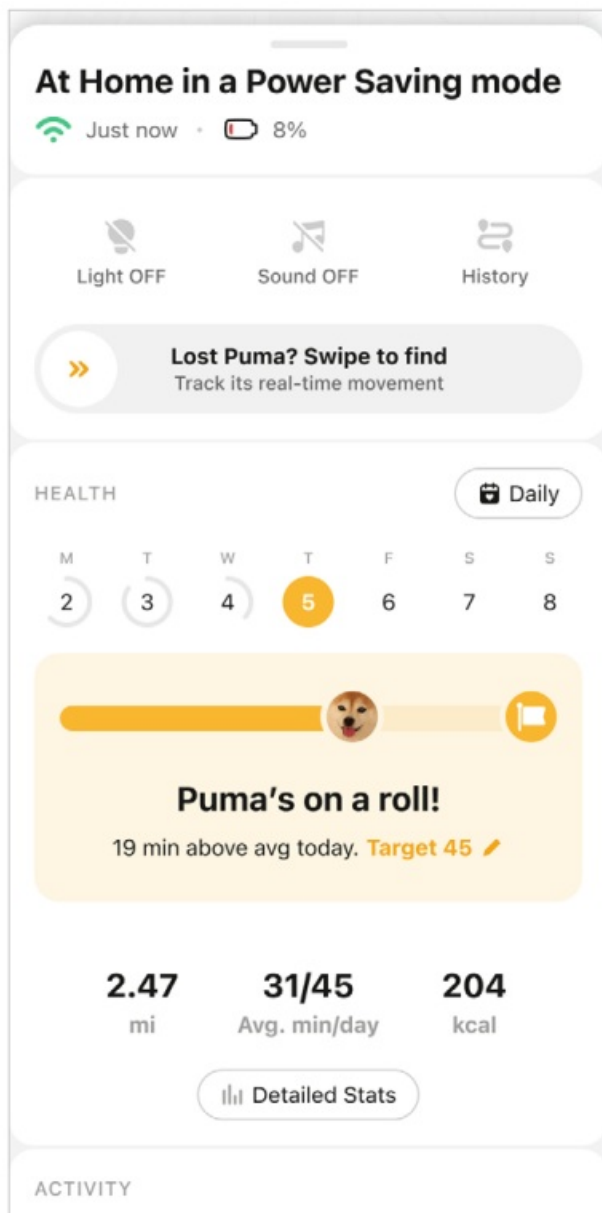 At Home in a Power Saving mode
Just now · 8%
Light OFF
Sound OFF
History
Lost Puma? Swipe to find
Track its real-time movement
HEALTH
Daily
M T W T F S S
2 3 4 5 6 7 8
Puma's on a roll!
19 min above avg today. Target 45
2.47 31/45 204
mi Avg. min/day kcal
Detailed Stats
ACTIVITY